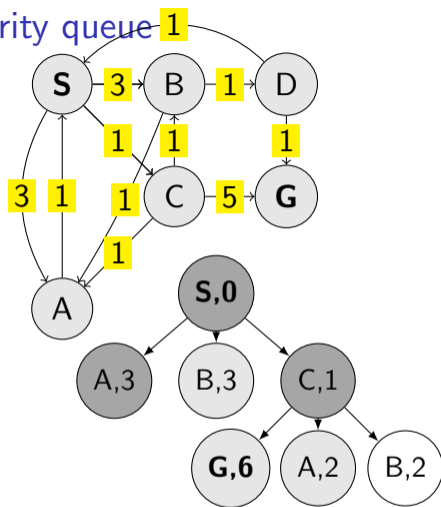 rity queue
1
S 3 B 1 D
1 1 1
3 1 1 C 5 G
1
A
S,0
A,3 B,3 C,1
G,6 A,2 B,2